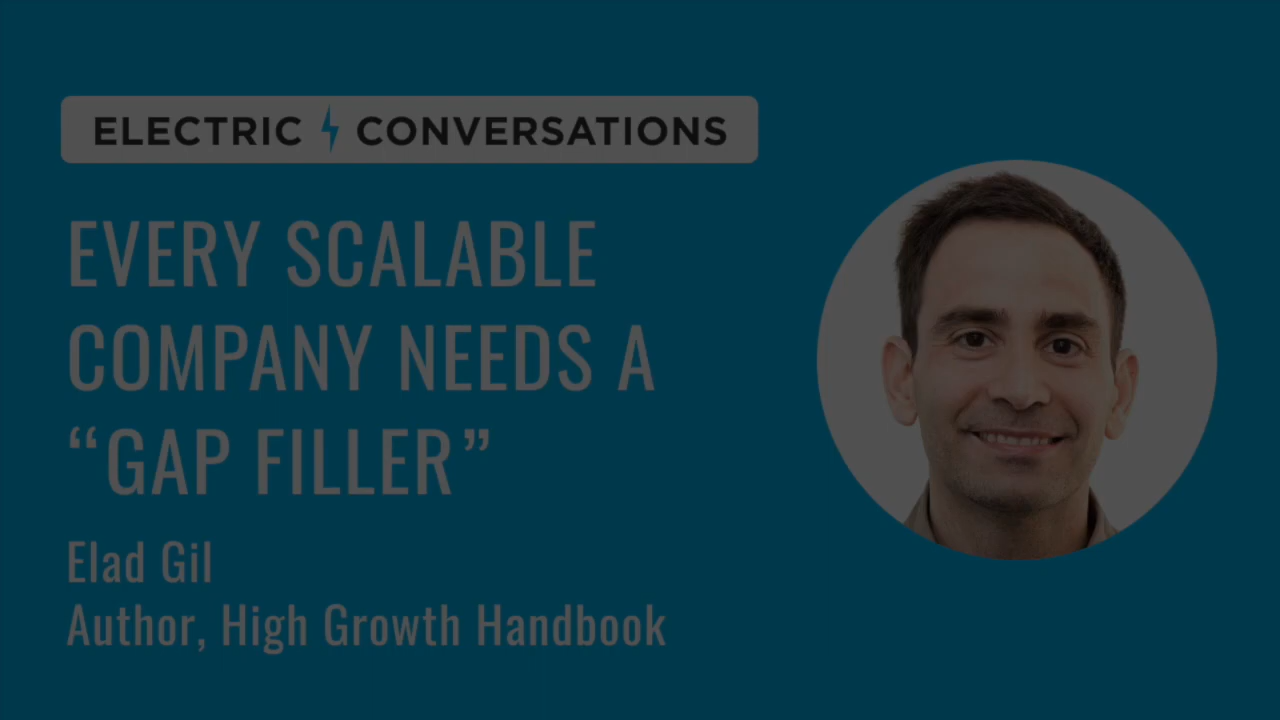 ELECTRIC CONVERSATIONS
EVERY SCALABLE
COMPANY NEEDS A
“GAP FILLER”
Elad Gil
Author, High Growth Handbook